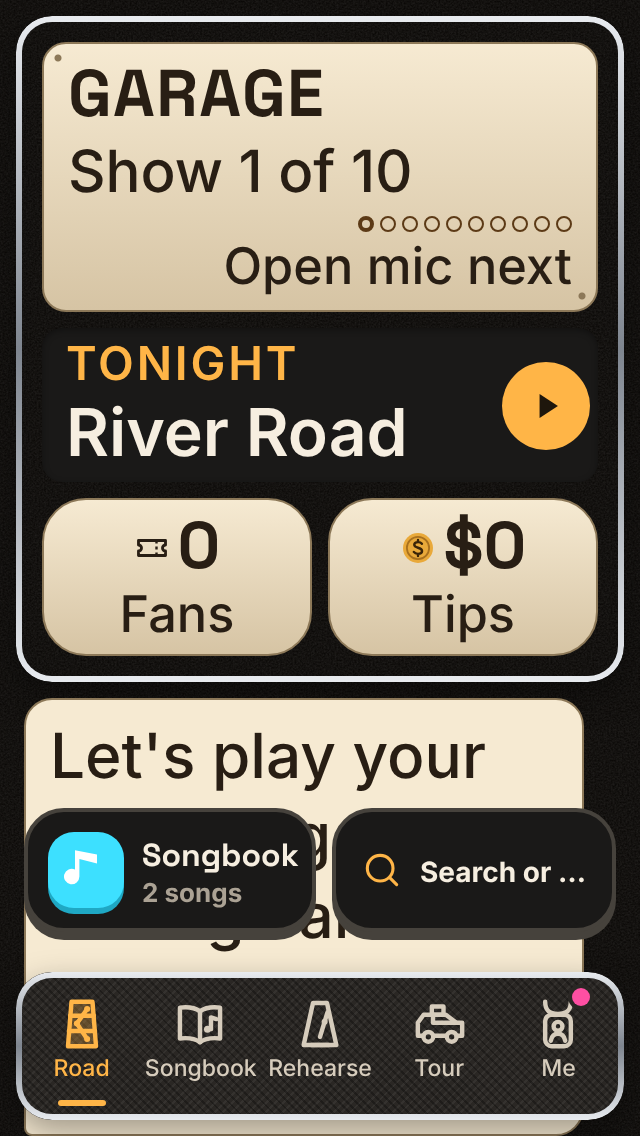 GARAGE
Show 1 of 10
Open mic next
TONIGHT
River Road
0
Fans
$0
Tips
Let's play your
Songbook
2 songs
Search or ...
Road
Songbook
Rehearse
Tour
Me